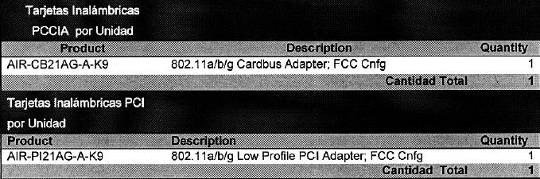 Tarjetas Inalámbricas
PCCIA por Unidad
Product Description Quantity
AIR-CB21AG-A-K9 802.11a/b/g Cardbus Adapter; FCC Cnfg 1
Cantidad Total 1
Tarjetas Inalámbricas PCI
por Unidad
Product Description Quantity
AIR-PI21AG-A-K9 802.11a/b/g Low Profile PCI Adapter; FCC Cnfg 1
Cantidad Total 1